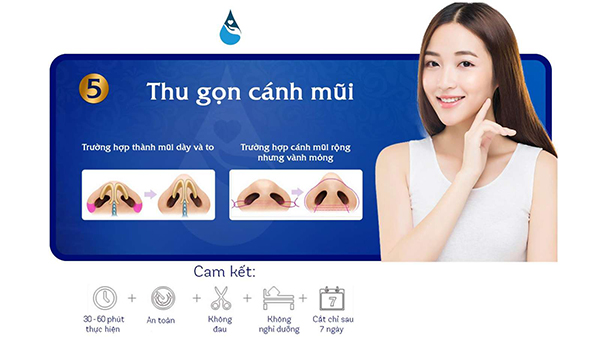 5
Thu gọn cánh mũi
Trường hợp thành mũi dày và to
Trường hợp cánh mũi rộng
nhưng vành mỏng
Cam kết:
30 - 60 phút
thực hiện
+
An toàn
+
Không
đau
+
Không
nghỉ dưỡng
+
7
Cắt chỉ sau
7 ngày